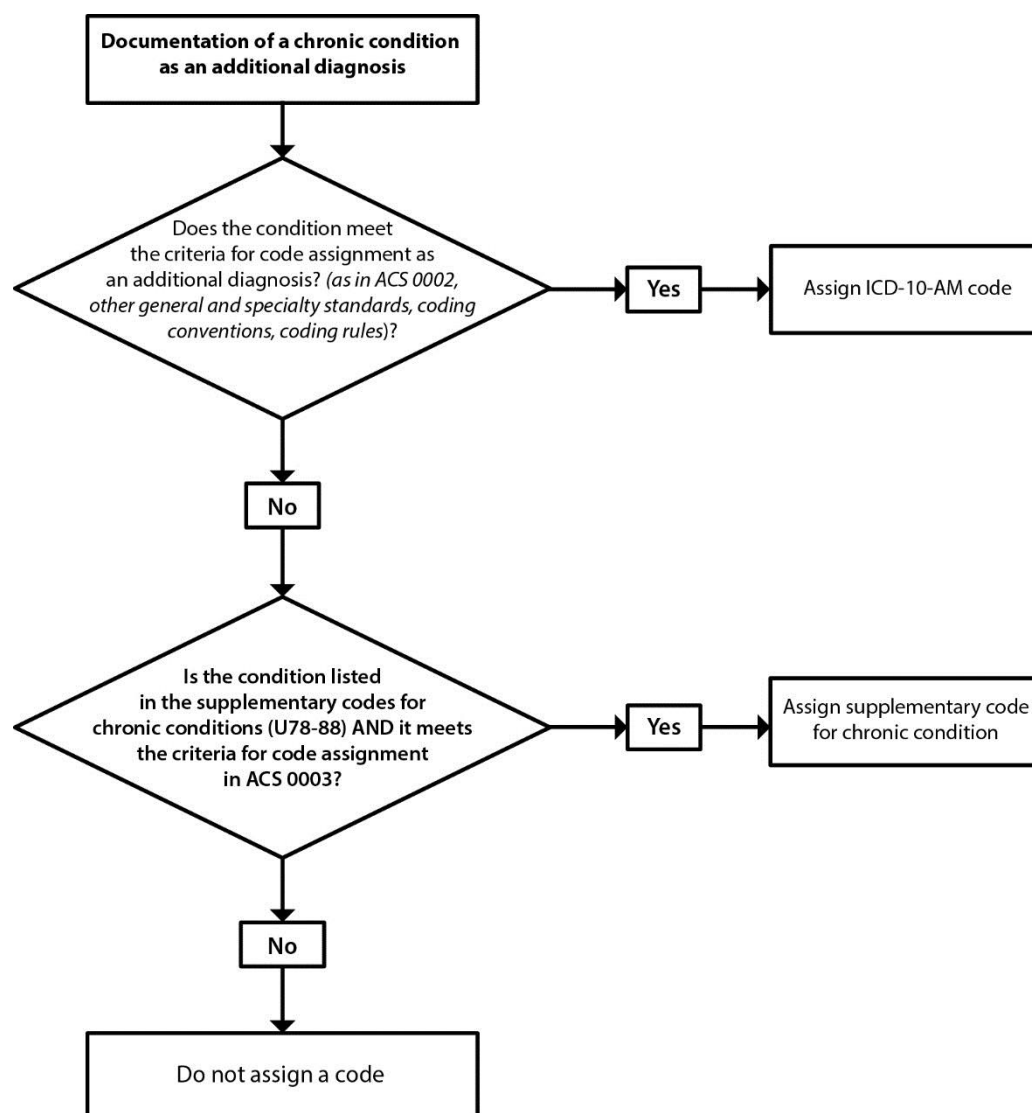 Documentation of a chronic condition
as an additional diagnosis
Does the condition meet
the criteria for code assignment as
an additional diagnosis? (as in ACS 0002,
other general and specialty standards, coding
conventions, coding rules)?
Yes
Assign ICD-10-AM code
No
Is the condition listed
in the supplementary codes for
chronic conditions (U78-88) AND it meets
the criteria for code assignment
in ACS 0003?
Yes
Assign supplementary code
for chronic condition
No
Do not assign a code